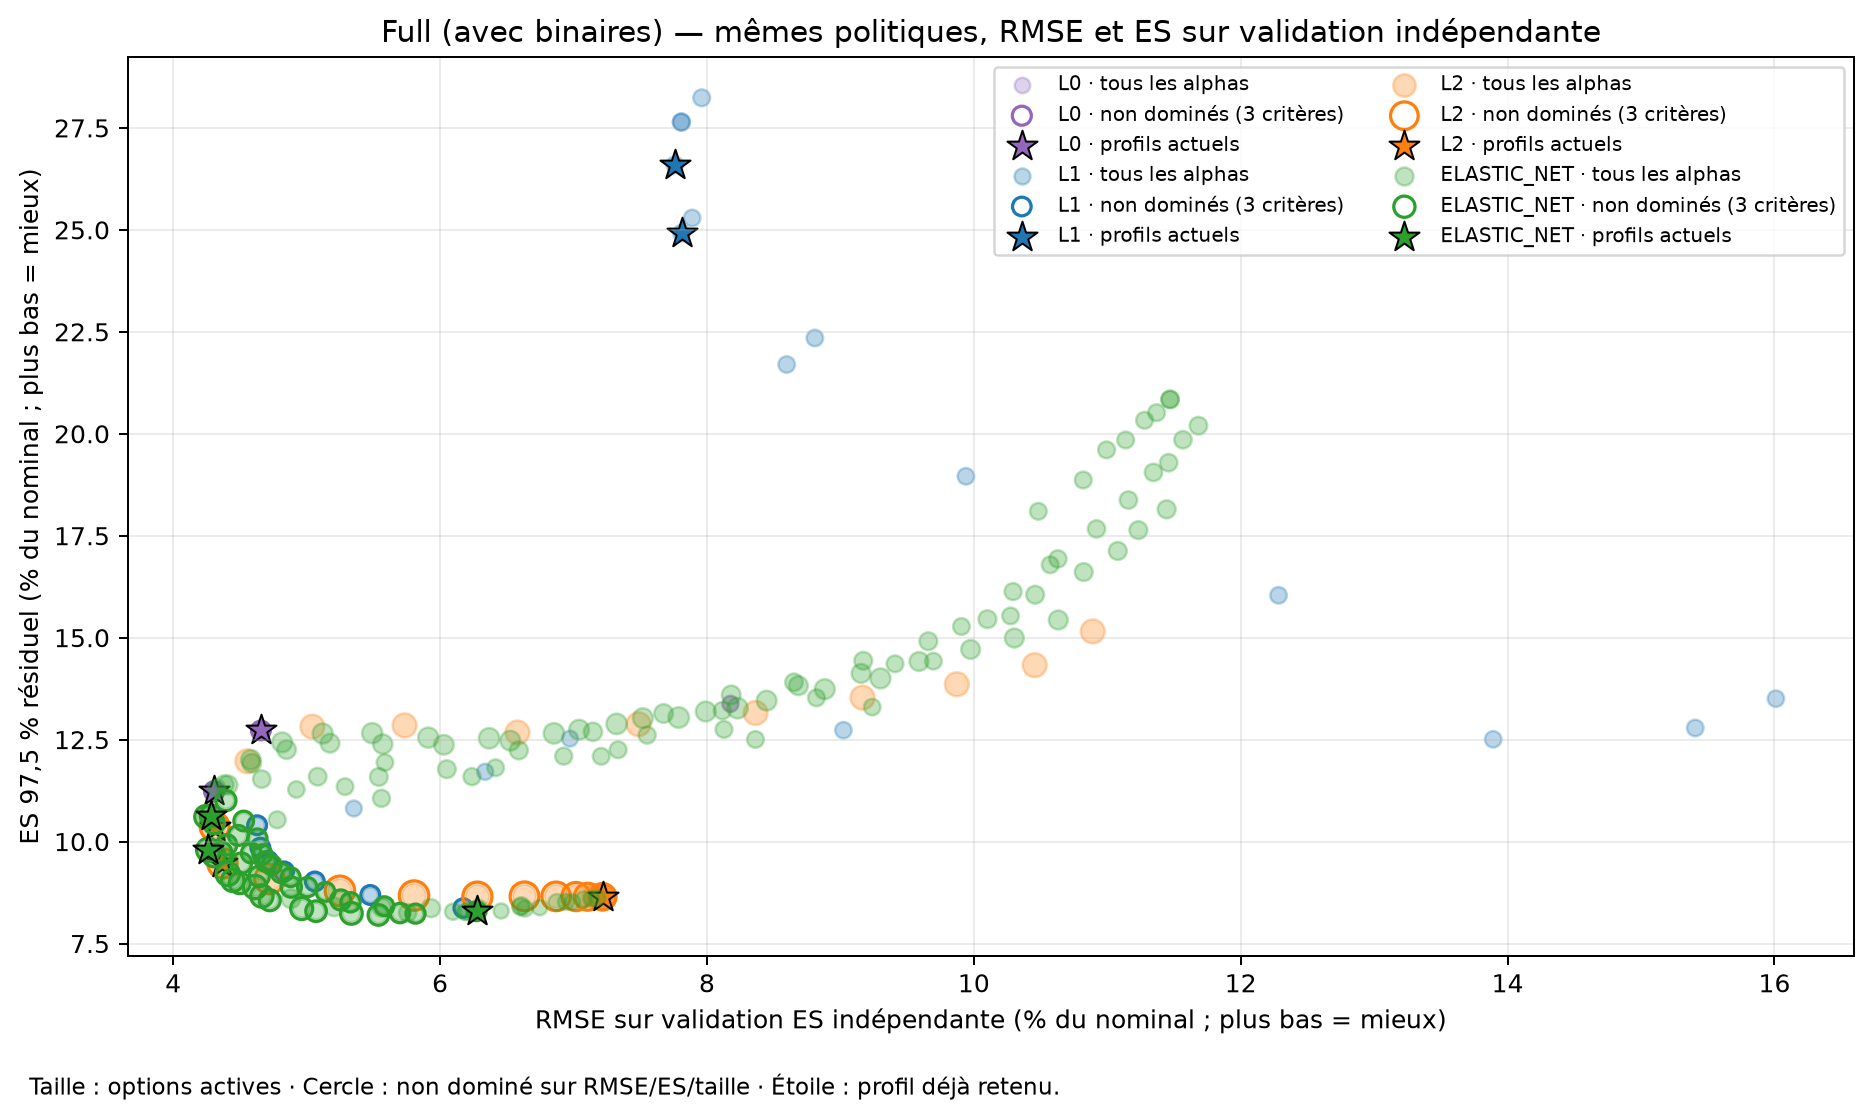 Full (avec binaires) — mêmes politiques, RMSE et ES sur validation indépendante
ES 97,5 % résiduel (% du nominal ; plus bas = mieux)
27.5
25.0
22.5
20.0
17.5
15.0
12.5
10.0
7.5
L0 · tous les alphas
L0 · non dominés (3 critères)
L0 · profils actuels
L1 · tous les alphas
L1 · non dominés (3 critères)
L1 · profils actuels
L2 · tous les alphas
L2 · non dominés (3 critères)
L2 · profils actuels
ELASTIC_NET · tous les alphas
ELASTIC_NET · non dominés (3 critères)
ELASTIC_NET · profils actuels
4 6 8 10 12 14 16
RMSE sur validation ES indépendante (% du nominal ; plus bas = mieux)
Taille : options actives · Cercle : non dominé sur RMSE/ES/taille · Étoile : profil déjà retenu.